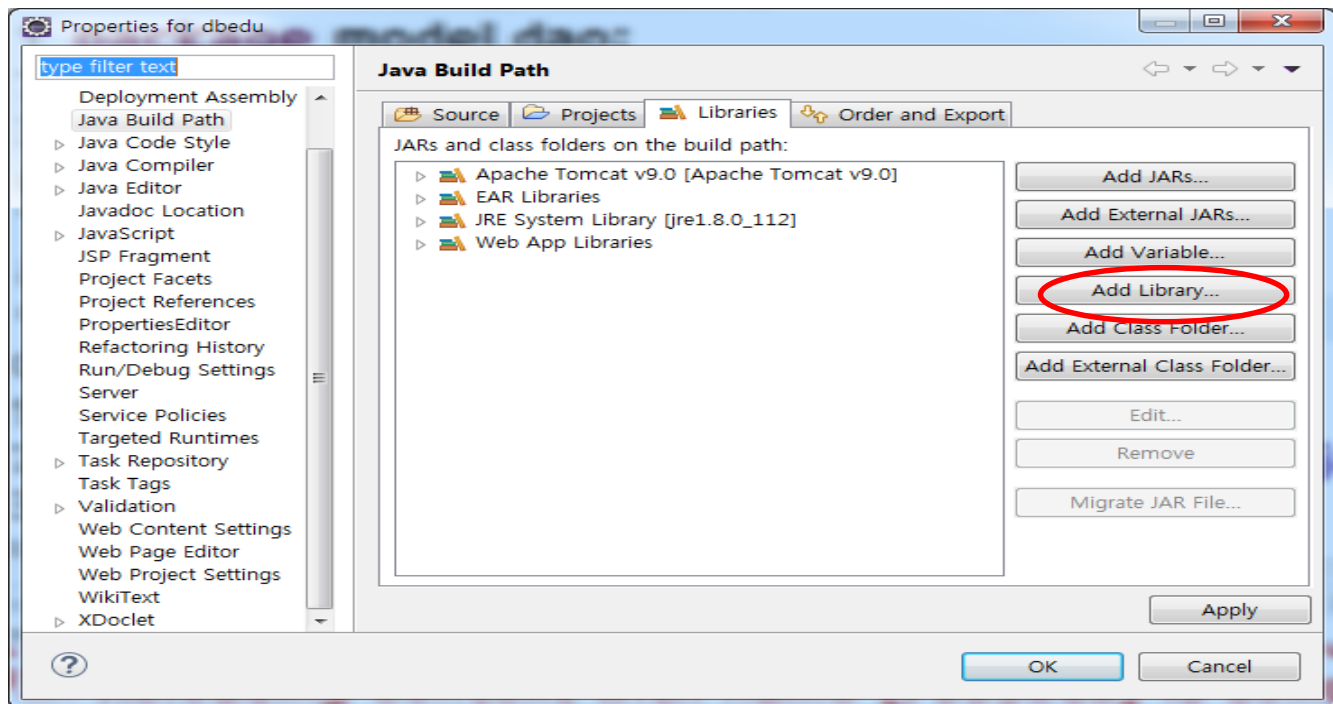 Properties for dbedu
type filter text
Deployment Assembly
Java Build Path
Java Code Style
Java Compiler
Java Editor
Javadoc Location
JavaScript
JSP Fragment
Project Facets
Project References
PropertiesEditor
Refactoring History
Run/Debug Settings
Server
Service Policies
Targeted Runtimes
Task Repository
Task Tags
Validation
Web Content Settings
Web Page Editor
Web Project Settings
WikiText
XDoclet
Java Build Path
Source Projects Libraries Order and Export
JARs and class folders on the build path:
Apache Tomcat v9.0 [Apache Tomcat v9.0]
EAR Libraries
JRE System Library [jre1.8.0_112]
Web App Libraries
Add JARs...
Add External JARs...
Add Variable...
Add Library...
Add Class Folder...
Add External Class Folder...
Edit...
Remove
Migrate JAR File...
Apply
OK Cancel